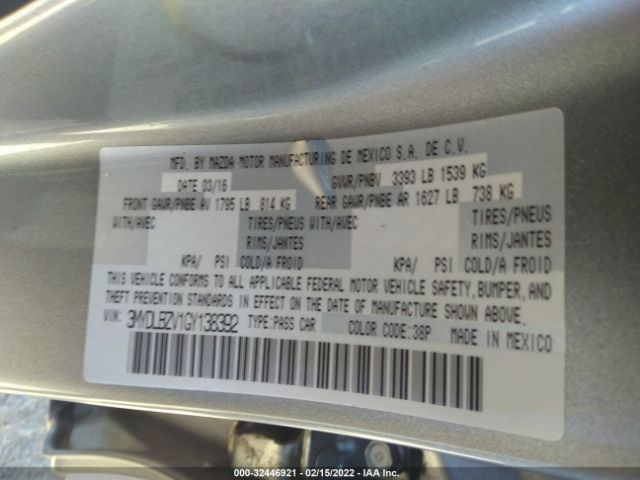 MFD. BY MAZDA MOTOR MANUFACTURING DE MEXICO S.A. DE C.V.
DATE 03/16 GVWR/PNBV 3393 LB 1539 KG
FRONT GAWR/PNBE AV 1795 LB 814 KG REAR GAWR/PNBE AR 1627 LB 738 KG
WITH/AVEC TIRES/PNEUS WITH/AVEC TIRES/PNEUS
RIMS/JANTES RIMS/JANTES
KPA/ PSI COLD/A FROID KPA/ PSI COLD/A FROID
THIS VEHICLE CONFORMS TO ALL APPLICABLE FEDERAL MOTOR VEHICLE SAFETY, BUMPER, AND
THEFT PREVENTION STANDARDS IN EFFECT ON THE DATE OF MANUFACTURE SHOWN ABOVE.
VIN: 3MYDLBZV1GY138392 TYPE:PASS CAR COLOR CODE:38P MADE IN MEXICO
000-32446921 - 02/15/2022 - IAA Inc.